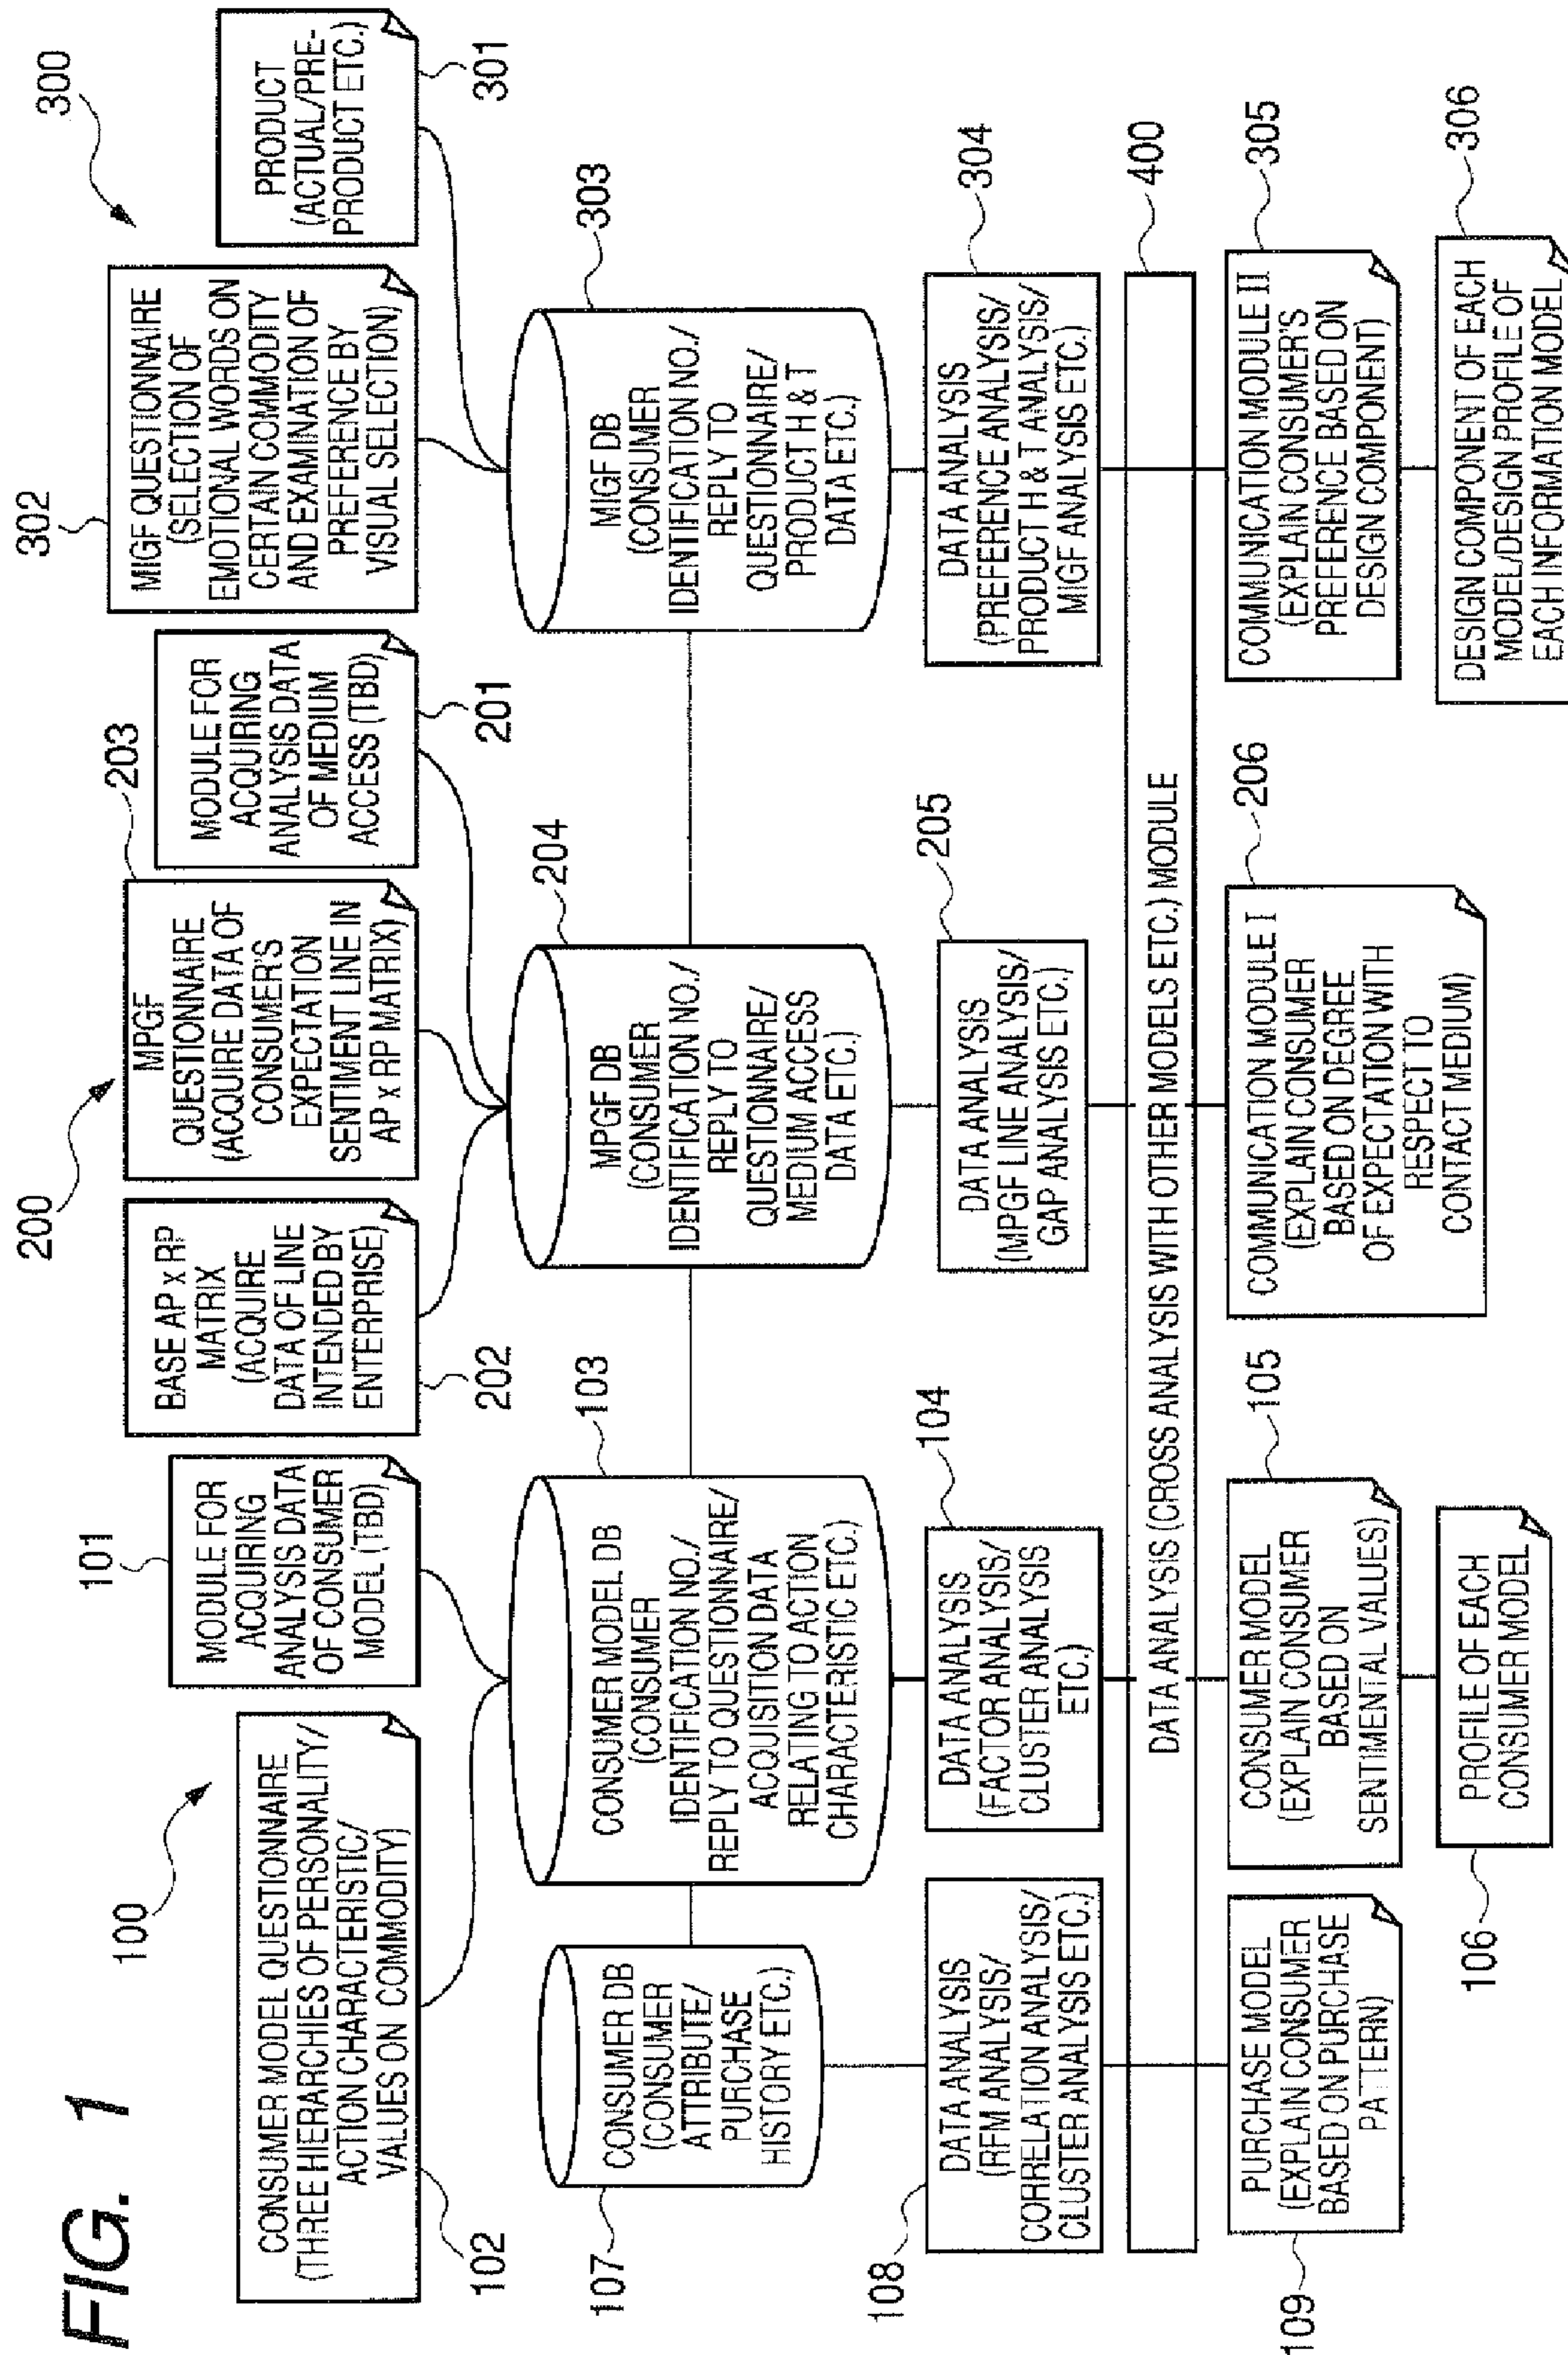 FIG. 1
100
CONSUMER MODEL QUESTIONNAIRE
(THREE HIERARCHIES OF PERSONALITY/
ACTION CHARACTERISTIC/
VALUES ON COMMODITY)
102
101
MODULE FOR
ACQUIRING
ANALYSIS DATA
OF CONSUMER
MODEL (TBD)
200
BASE AP x RP
MATRIX
(ACQUIRE
DATA OF LINE
INTENDED BY
ENTERPRISE)
202
MPGF
QUESTIONNAIRE
(ACQUIRE DATA OF
CONSUMER'S
EXPECTATION
SENTIMENT LINE IN
AP x RP MATRIX)
203
MODULE FOR
ACQUIRING
ANALYSIS DATA
OF MEDIUM
ACCESS (TBD)
201
302
MIGF QUESTIONNAIRE
(SELECTION OF
EMOTIONAL WORDS ON
CERTAIN COMMODITY
AND EXAMINATION OF
PREFERENCE BY
VISUAL SELECTION)
300
PRODUCT
(ACTUAL/PRE-
PRODUCT ETC.)
301
CONSUMER DB
(CONSUMER
ATTRIBUTE/
PURCHASE
HISTORY ETC.)
107
CONSUMER MODEL DB
(CONSUMER
IDENTIFICATION NO./
REPLY TO QUESTIONNAIRE/
ACQUISITION DATA
RELATING TO ACTION
CHARACTERISTIC ETC.)
103
MPGF DB
(CONSUMER
IDENTIFICATION NO./
REPLY TO
QUESTIONNAIRE/
MEDIUM ACCESS
DATA ETC.)
204
MIGF DB
(CONSUMER
IDENTIFICATION NO./
REPLY TO
QUESTIONNAIRE/
PRODUCT H & T
DATA ETC.)
303
DATA ANALYSIS
(RFM ANALYSIS/
CORRELATION ANALYSIS/
CLUSTER ANALYSIS ETC.)
108
DATA ANALYSIS
(FACTOR ANALYSIS/
CLUSTER ANALYSIS
ETC.)
104
DATA ANALYSIS
(MPGF LINE ANALYSIS/
GAP ANALYSIS ETC.)
205
DATA ANALYSIS
(PREFERENCE ANALYSIS/
PRODUCT H & T ANALYSIS/
MIGF ANALYSIS ETC.)
304
DATA ANALYSIS (CROSS ANALYSIS WITH OTHER MODELS ETC.) MODULE
400
PURCHASE MODEL
(EXPLAIN CONSUMER
BASED ON PURCHASE
PATTERN)
109
CONSUMER MODEL
(EXPLAIN CONSUMER
BASED ON
SENTIMENTAL VALUES)
105
COMMUNICATION MODULE I
(EXPLAIN CONSUMER
BASED ON DEGREE
OF EXPECTATION WITH
RESPECT TO
CONTACT MEDIUM)
206
COMMUNICATION MODULE II
(EXPLAIN CONSUMER'S
PREFERENCE BASED ON
DESIGN COMPONENT)
305
PROFILE OF EACH
CONSUMER MODEL
106
DESIGN COMPONENT OF EACH
MODEL/DESIGN PROFILE OF
EACH INFORMATION MODEL
306